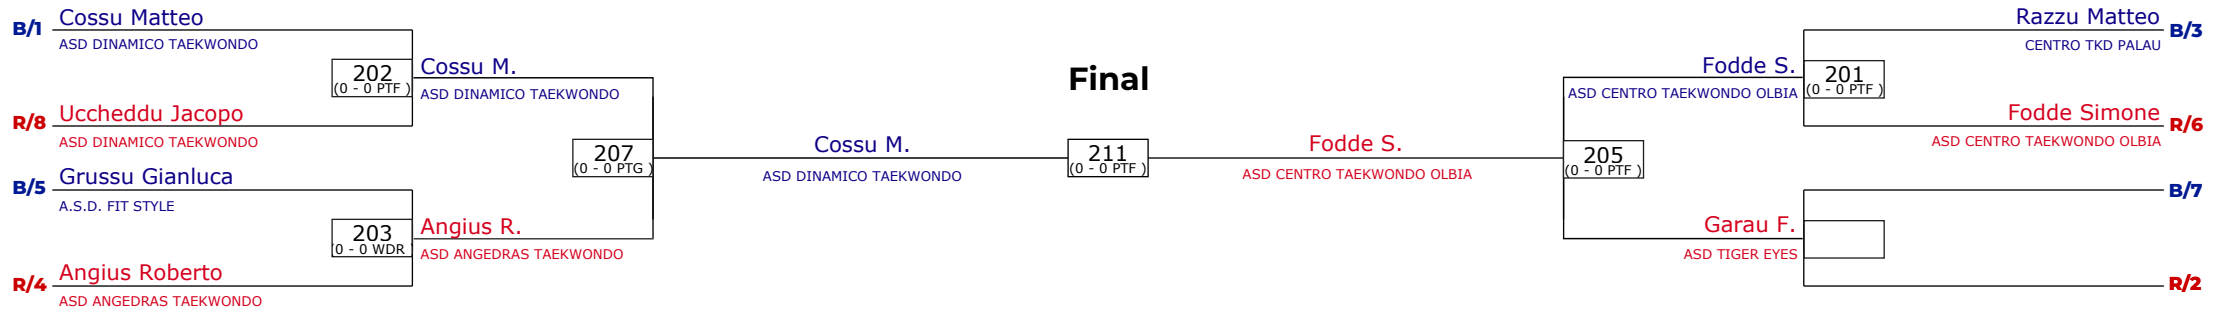 B/1
Cossu Matteo
ASD DINAMICO TAEKWONDO
202
(0 - 0 PTF )
Cossu M.
ASD DINAMICO TAEKWONDO
R/8
Uccheddu Jacopo
ASD DINAMICO TAEKWONDO
207
(0 - 0 PTG )
B/5
Grussu Gianluca
A.S.D. FIT STYLE
203
(0 - 0 WDR
Angius R.
ASD ANGEDRAS TAEKWONDO
R/4
Angius Roberto
ASD ANGEDRAS TAEKWONDO
Cossu M.
ASD DINAMICO TAEKWONDO
Final
211
(0 - 0 PTF )
Fodde S.
ASD CENTRO TAEKWONDO OLBIA
Razzu Matteo
B/3
CENTRO TKD PALAU
Fodde S.
ASD CENTRO TAEKWONDO OLBIA
201
(0 - 0 PTF )
Fodde Simone
R/6
ASD CENTRO TAEKWONDO OLBIA
205
(0 - 0 PTF )
B/7
Garau F.
ASD TIGER EYES
R/2